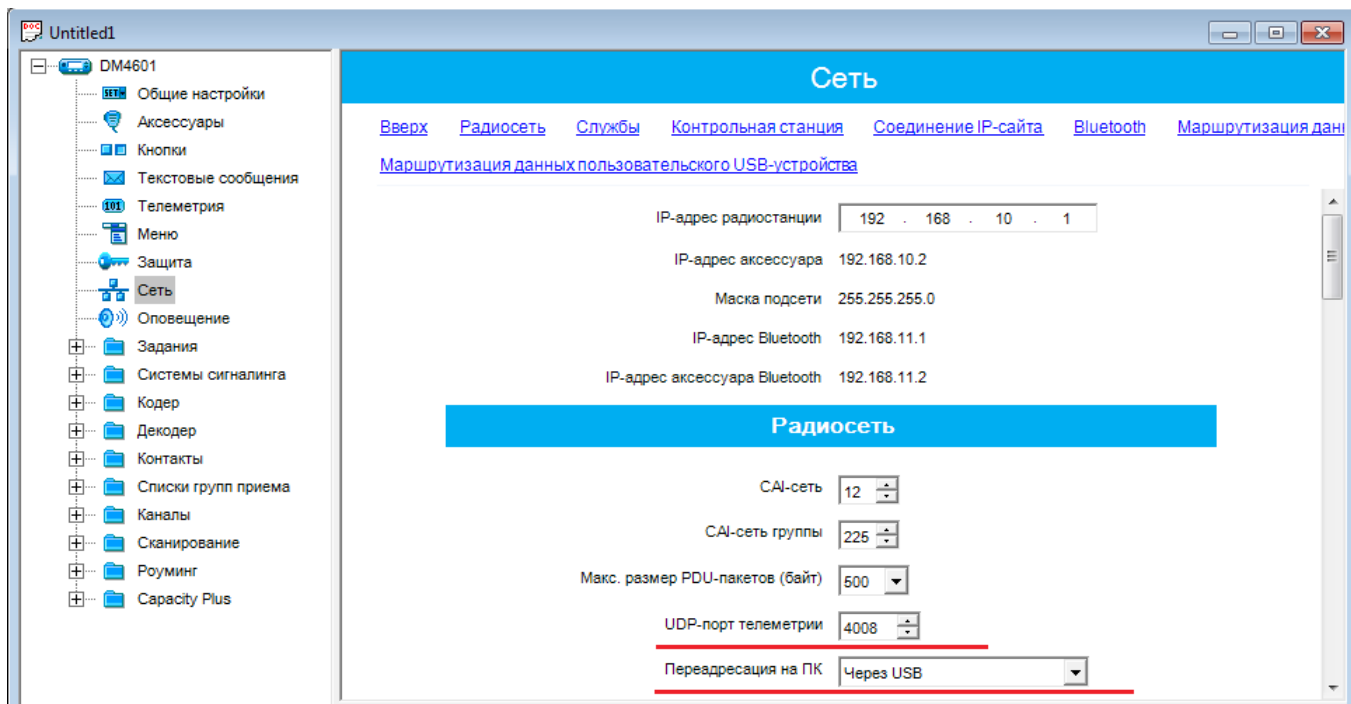 Untitled1
DM4601
Общие настройки
Аксессуары
Кнопки
Текстовые сообщения
Телеметрия
Меню
Защита
Сеть
Оповещение
Задания
Системы сигналинга
Кодер
Декодер
Контакты
Списки групп приема
Каналы
Сканирование
Роуминг
Capacity Plus
Сеть
Вверх Радиосеть Службы Контрольная станция Соединение IP-сайта Bluetooth Маршрутизация данн
Маршрутизация данных пользовательского USB-устройства
IP-адрес радиостанции 192 . 168 . 10 . 1
IP-адрес аксессуара 192.168.10.2
Маска подсети 255.255.255.0
IP-адрес Bluetooth 192.168.11.1
IP-адрес аксессуара Bluetooth 192.168.11.2
Радиосеть
CAI-сеть 12
CAI-сеть группы 225
Макс. размер PDU-пакетов (байт) 500
UDP-порт телеметрии 4008
Переадресация на ПК Через USB